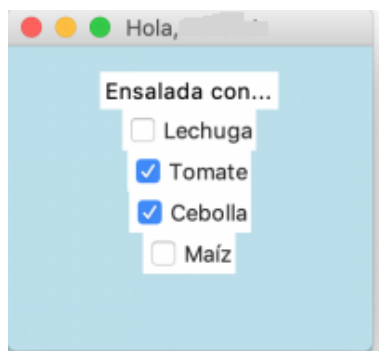 Hola,
Ensalada con...
Lechuga
Tomate
Cebolla
Maíz